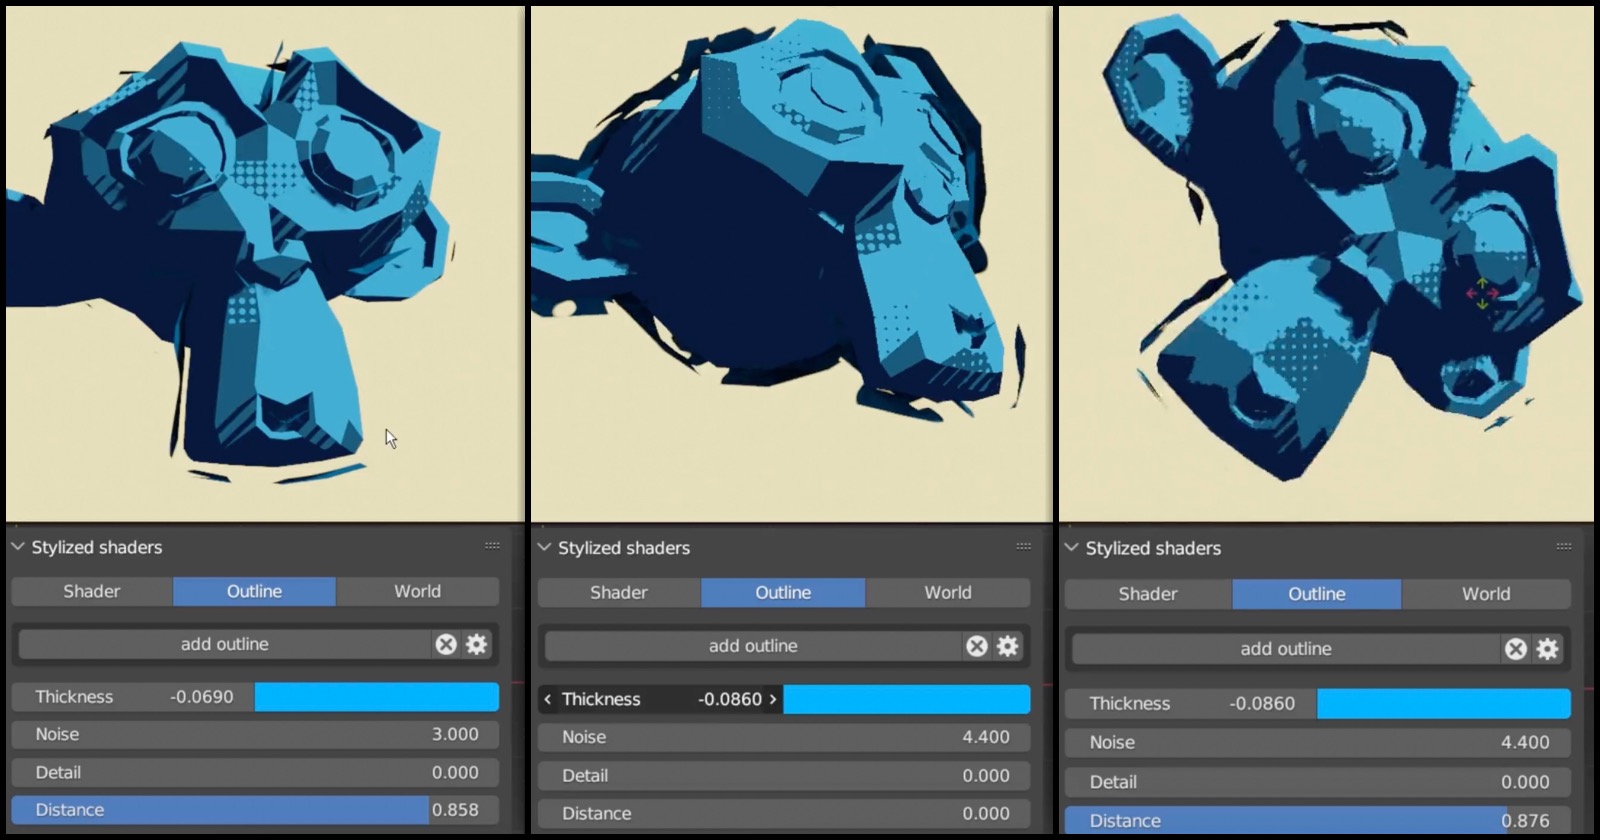 Stylized shaders
Shader Outline World
add outline
Thickness -0.0690
Noise 3.000
Detail 0.000
Distance 0.858
Stylized shaders
Shader Outline World
add outline
Thickness -0.0860
Noise 4.400
Detail 0.000
Distance 0.000
Stylized shaders
Shader Outline World
add outline
Thickness -0.0860
Noise 4.400
Detail 0.000
Distance 0.876